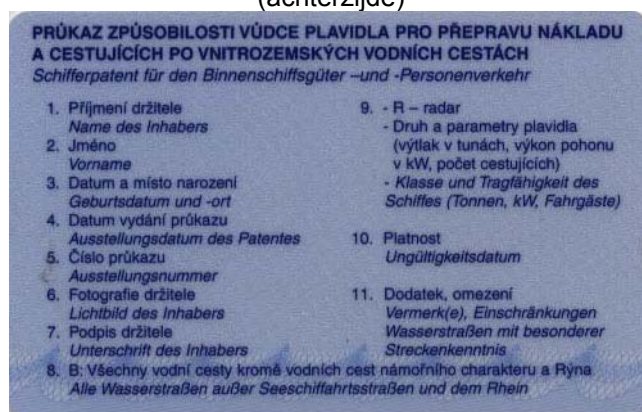 (achterzijde)
PRŮKAZ ZPŮSOBILOSTI VŮDCE PLAVIDLA PRO PŘEPRAVU NÁKLADU
A CESTUJÍCÍCH PO VNITROZEMSKÝCH VODNÍCH CESTÁCH
Schifferpatent für den Binnenschiffsgüter –und -Personenverkehr
1. Příjmení držitele
Name des Inhabers
2. Jméno
Vorname
3. Datum a místo narození
Geburtsdatum und -ort
4. Datum vydání průkazu
Ausstellungsdatum des Patentes
5. Číslo průkazu
Ausstellungsnummer
6. Fotografie držitele
Lichtbild des Inhabers
7. Podpis držitele
Unterschrift des Inhabers
8. B: Všechny vodní cesty kromě vodních cest námořního charakteru a Rýna
Alle Wasserstraßen außer Seeschiffahrtsstraßen und dem Rhein
9. - R – radar
- Druh a parametry plavidla
(výtlak v tunách, výkon pohonu
v kW, počet cestujících)
- Klasse und Tragfähigkeit des
Schiffes (Tonnen, kW, Fahrgäste)
10. Platnost
Ungültigkeitsdatum
11. Dodatek, omezení
Vermerk(e), Einschränkungen
Wasserstraßen mit besonderer
Streckenkenntnis